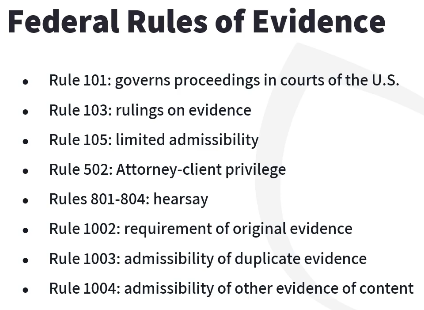 Federal Rules of Evidence
• Rule 101: governs proceedings in courts of the U.S.
• Rule 103: rulings on evidence
• Rule 105: limited admissibility
• Rule 502: Attorney-client privilege
• Rules 801-804: hearsay
• Rule 1002: requirement of original evidence
• Rule 1003: admissibility of duplicate evidence
• Rule 1004: admissibility of other evidence of content